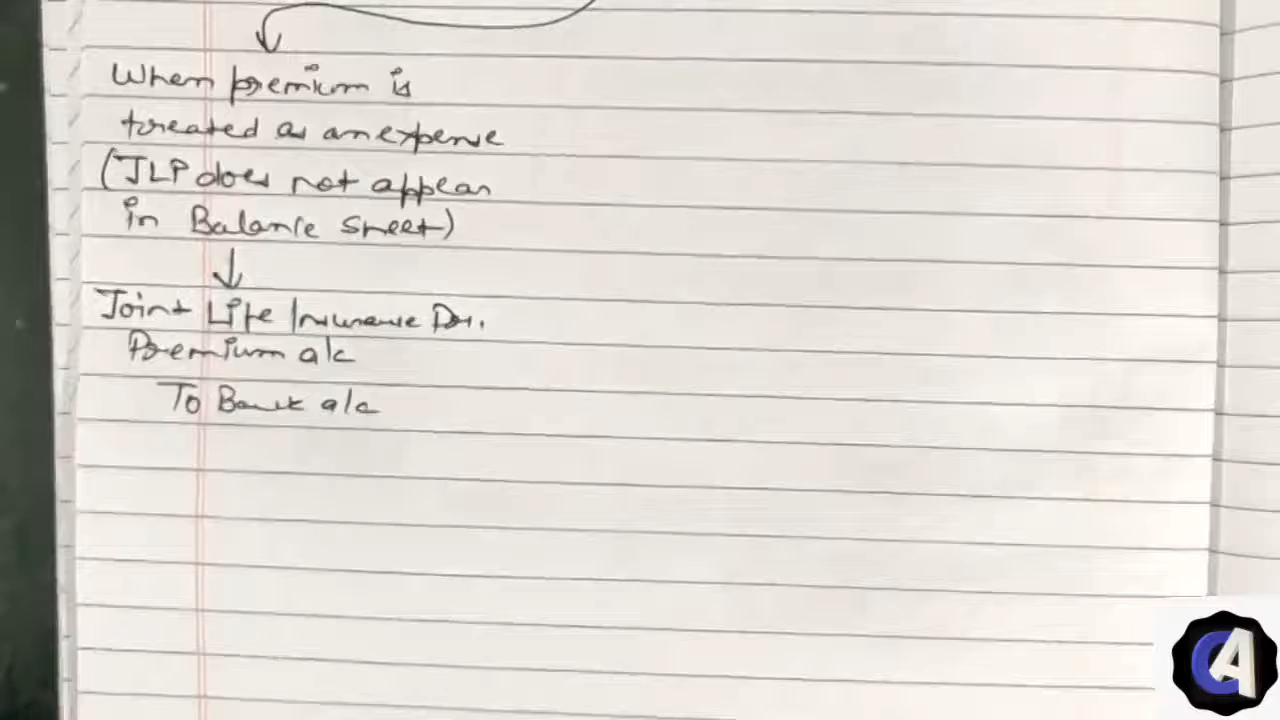 When premium is
treated as an expense
(JLP does not appear
in Balance Sheet)
Joint Life Insurance Dr.
Premium a/c
To Bank a/c
CA